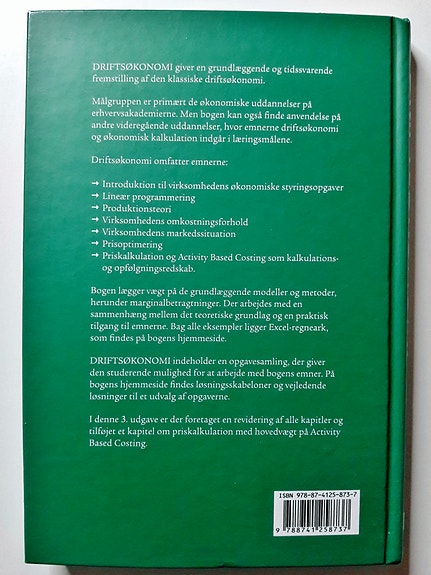 DRIFTSØKONOMI giver en grundlæggende og tidssvarende
fremstilling af den klassiske driftsøkonomi.
Målgruppen er primært de økonomiske uddannelser på
erhvervsakademierne. Men bogen kan også finde anvendelse på
andre videregående uddannelser, hvor emnerne driftsøkonomi
og økonomisk kalkulation indgår i læringsmålene.
Driftsøkonomi omfatter emnerne:
→ Introduktion til virksomhedens økonomiske styringsopgaver
→ Lineær programmering
→ Produktionsteori
→ Virksomhedens omkostningsforhold
→ Virksomhedens markedssituation
→ Prisoptimering
→ Priskalkulation og Activity Based Costing som kalkulations-
og opfølgningsredskab.
Bogen lægger vægt på de grundlæggende modeller og metoder,
herunder marginalbetragtninger. Der arbejdes med en
sammenhæng mellem det teoretiske grundlag og en praktisk
tilgang til emnerne. Bag alle eksempler ligger Excel-regneark,
som findes på bogens hjemmeside.
DRIFTSØKONOMI indeholder en opgavesamling, der giver
den studerende mulighed for at arbejde med bogens emner. På
bogens hjemmeside findes løsningsskabeloner og vejledende
løsninger til et udvalg af opgaverne.
I denne 3. udgave er der foretaget en revidering af alle kapitler og
tilføjet et kapitel om priskalkulation med hovedvægt på Activity
Based Costing.
ISBN 978-87-4125-873-7
9 788741 258737